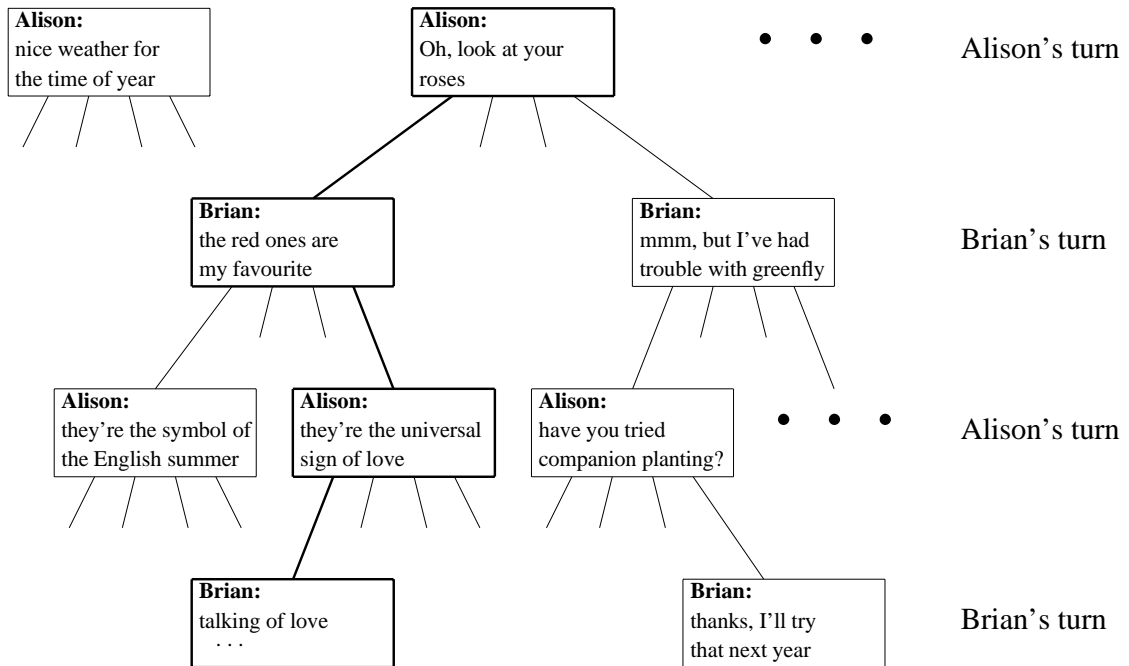 Alison:
nice weather for
the time of year
Alison:
Oh, look at your
roses
Alison’s turn
Brian:
the red ones are
my favourite
Brian:
mmm, but I’ve had
trouble with greenfly
Brian’s turn
Alison:
they’re the symbol of
the English summer
Alison:
they’re the universal
sign of love
Alison:
have you tried
companion planting?
Alison’s turn
Brian:
talking of love
. . .
Brian:
thanks, I’ll try
that next year
Brian’s turn